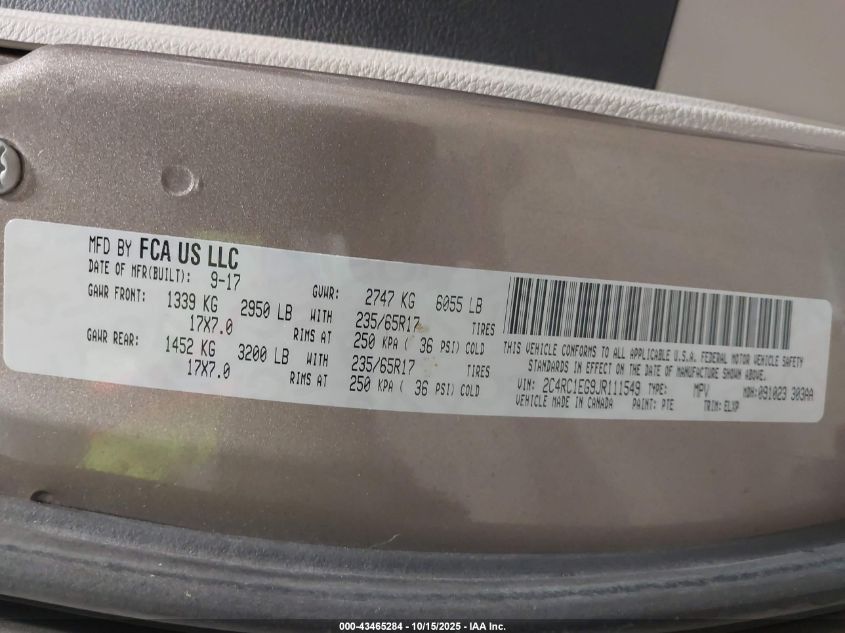 MFD BY FCA US LLC
DATE OF MFR(BUILT): 9-17 GVWR: 2747 KG 6055 LB
GAWR FRONT: 1339 KG 2950 LB WITH 235/65R17 TIRES
17X7.0 RIMS AT 250 KPA ( 36 PSI) COLD
GAWR REAR: 1452 KG 3200 LB WITH 235/65R17 TIRES
17X7.0 RIMS AT 250 KPA ( 36 PSI) COLD
THIS VEHICLE CONFORMS TO ALL APPLICABLE U.S.A. FEDERAL MOTOR VEHICLE SAFETY
STANDARDS IN EFFECT ON THE DATE OF MANUFACTURE SHOWN ABOVE.
VIN: 2C4RC1EG9JR111549 TYPE: MPV MDH:091023 303AA
VEHICLE MADE IN CANADA PAINT: PTE TRIM: ELXP
000-43465284 - 10/15/2025 - IAA Inc.